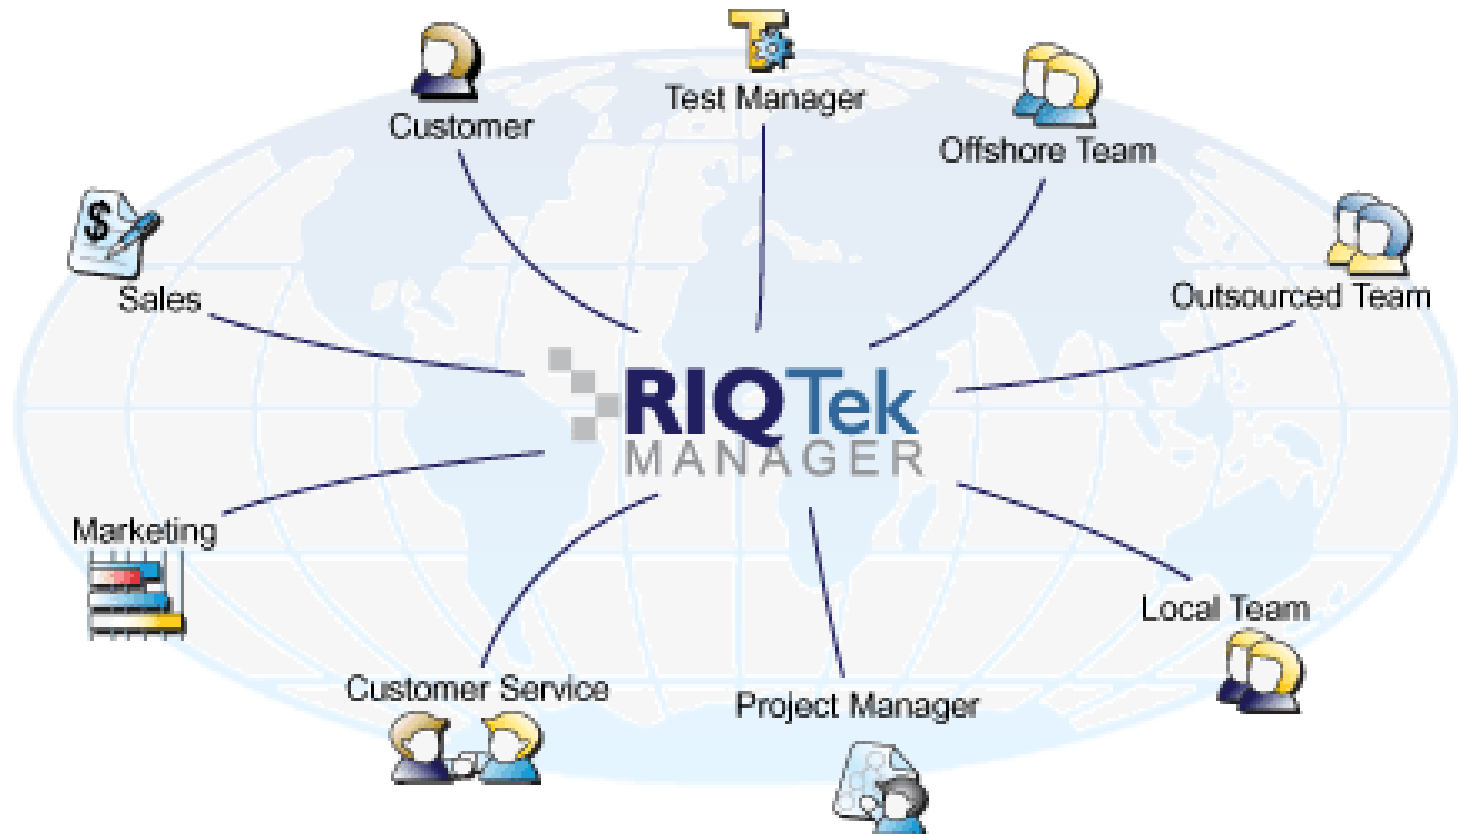 Customer
Test Manager
Offshore Team
$
Sales
Outsourced Team
RIQTek
MANAGER
Marketing
Local Team
Customer Service
Project Manager